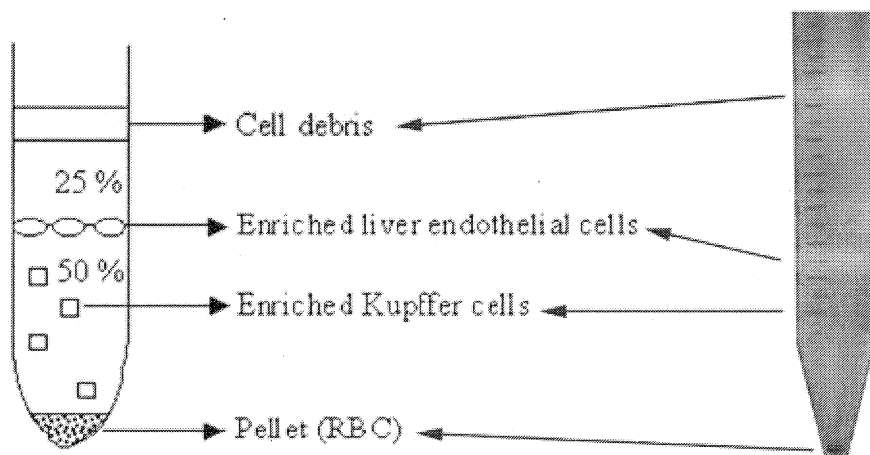 Cell debris
25 %
Enriched liver endothelial cells
50 %
Enriched Kupffer cells
Pellet (RBC)